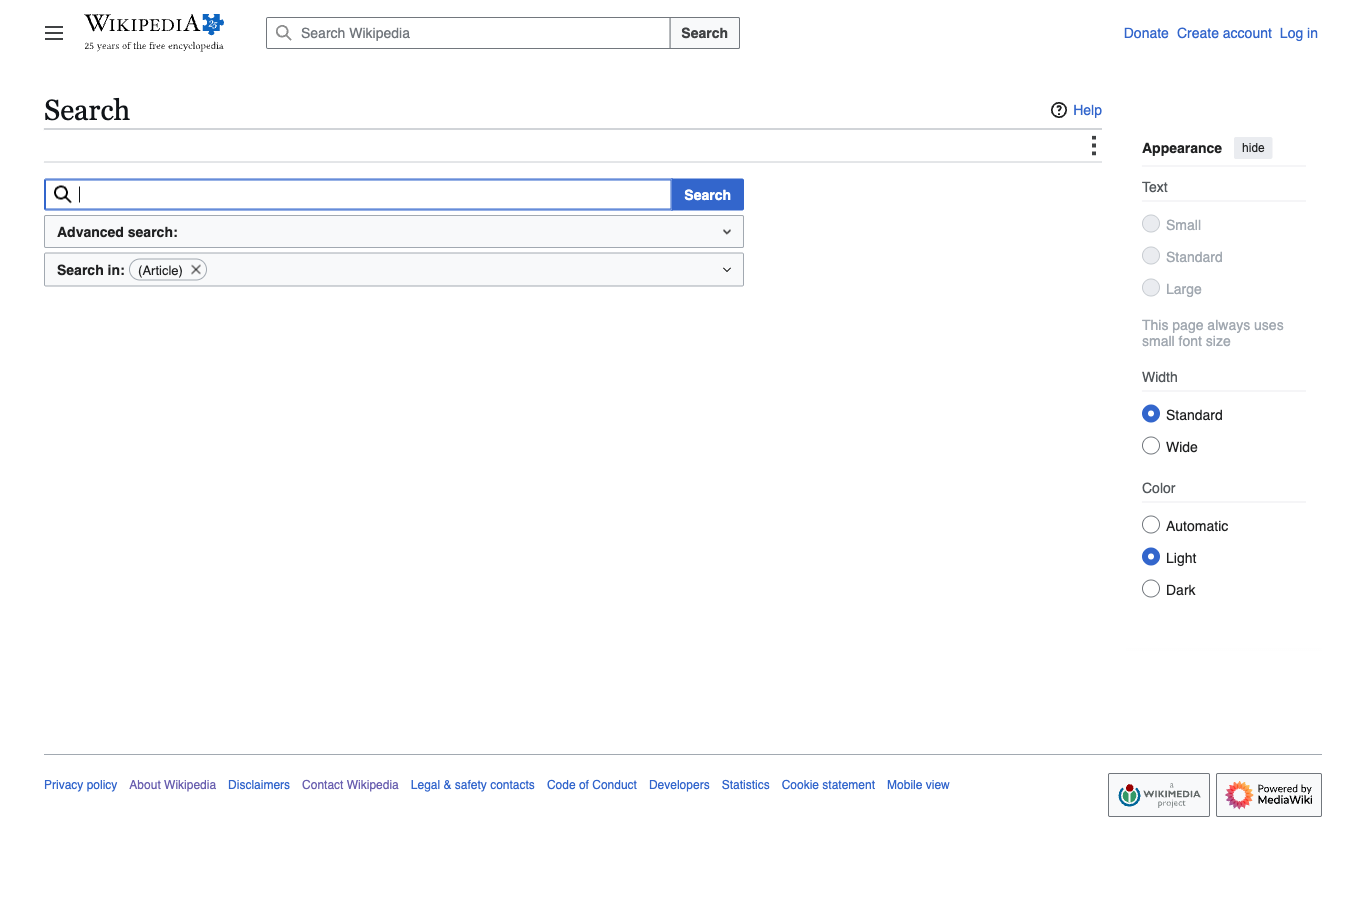 WIKIPEDIA 25
25 years of the free encyclopedia
Search Wikipedia
Search
Donate Create account Log in
Search
Help
Search
Advanced search:
Search in: (Article)
Appearance hide
Text
Small
Standard
Large
This page always uses
small font size
Width
Standard
Wide
Color
Automatic
Light
Dark
Privacy policy About Wikipedia Disclaimers Contact Wikipedia Legal & safety contacts Code of Conduct Developers Statistics Cookie statement Mobile view
a
WIKIMEDIA
project
Powered by
MediaWiki